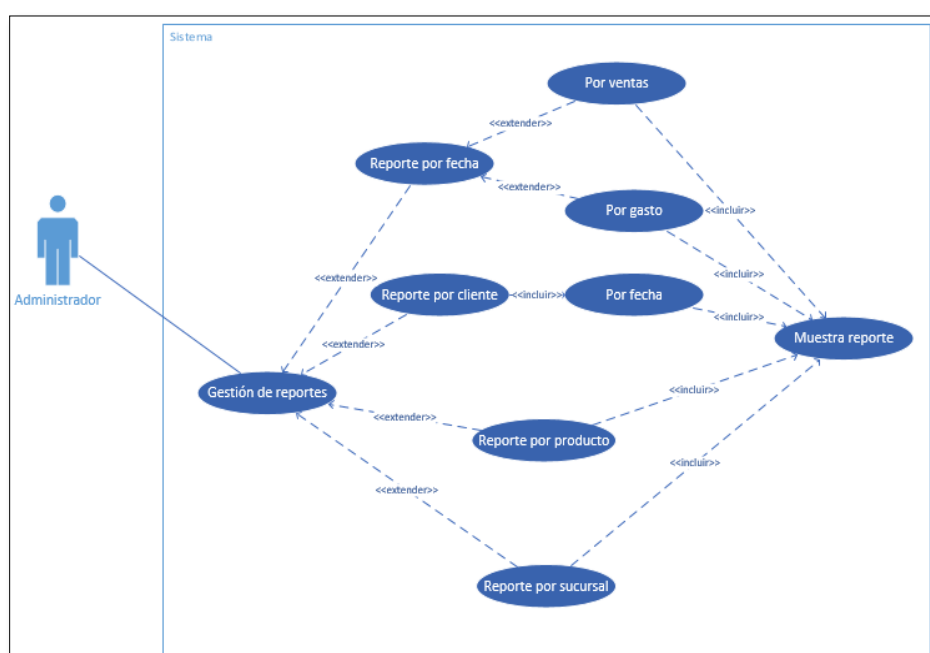 Sistema
Por ventas
<<extender>>
Reporte por fecha
<<extender>>
Por gasto
<<incluir>>
<<extender>>
<<incluir>>
Administrador
Reporte por cliente
<<incluir>>
Por fecha
<<incluir>>
<<extender>>
Muestra reporte
Gestión de reportes
<<incluir>>
<<extender>>
Reporte por producto
<<incluir>>
<<extender>>
Reporte por sucursal